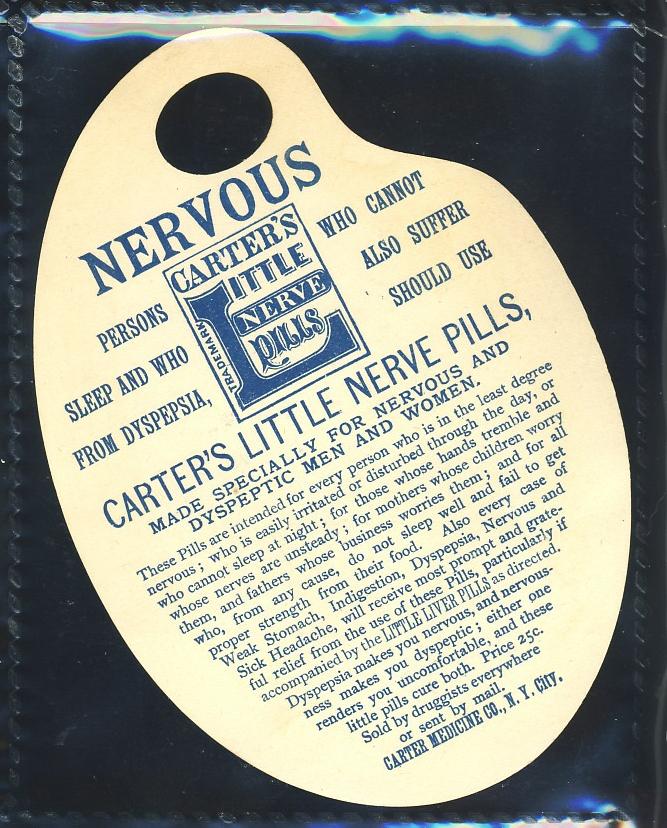 NERVOUS
PERSONS WHO CANNOT
SLEEP AND WHO ALSO SUFFER
FROM DYSPEPSIA, SHOULD USE
CARTER'S
LITTLE
NERVE
PILLS
TRADEMARK
CARTER'S LITTLE NERVE PILLS,
MADE SPECIALLY FOR NERVOUS AND
DYSPEPTIC MEN AND WOMEN.
These Pills are intended for every person who is in the least degree
nervous; who is easily irritated or disturbed through the day, or
who cannot sleep at night; for those whose hands tremble and
whose nerves are unsteady; for mothers whose children worry
them, and fathers whose business worries them; and for all
who, from any cause, do not sleep well and fail to get
proper strength from their food. Also every case of
Weak Stomach, Indigestion, Dyspepsia, Nervous and
Sick Headache, will receive most prompt and grate-
ful relief from the use of these Pills, particularly if
accompanied by the LITTLE LIVER PILLS as directed.
Dyspepsia makes you nervous, and nervous-
ness makes you dyspeptic; either one
renders you uncomfortable, and these
little pills cure both. Price 25c.
Sold by druggists everywhere
or sent by mail.
CARTER MEDICINE CO., N. Y. City.